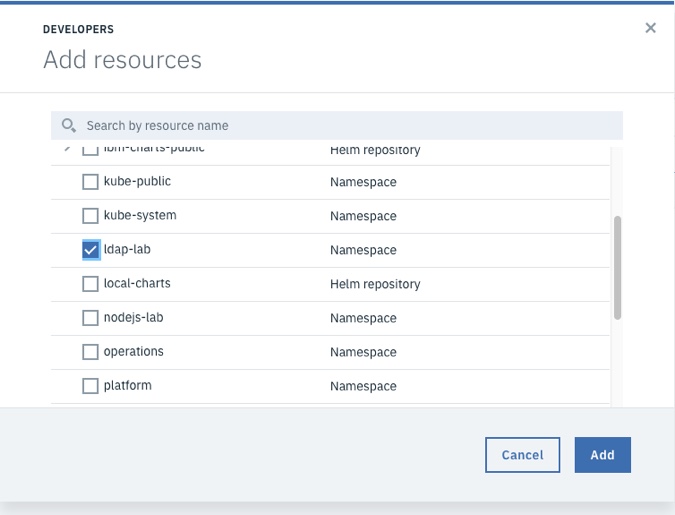 DEVELOPERS
Add resources
Search by resource name
ibm-charts-public Helm repository
kube-public Namespace
kube-system Namespace
ldap-lab Namespace
local-charts Helm repository
nodejs-lab Namespace
operations Namespace
platform Namespace
Cancel Add